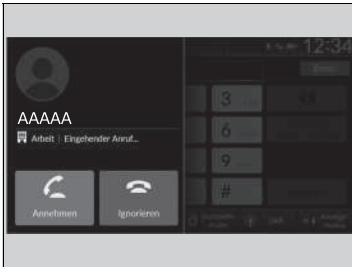 12:34
AAAAA
Arbeit | Eingehender Anruf...
3
6
9
#
Annehmen
Ignorieren